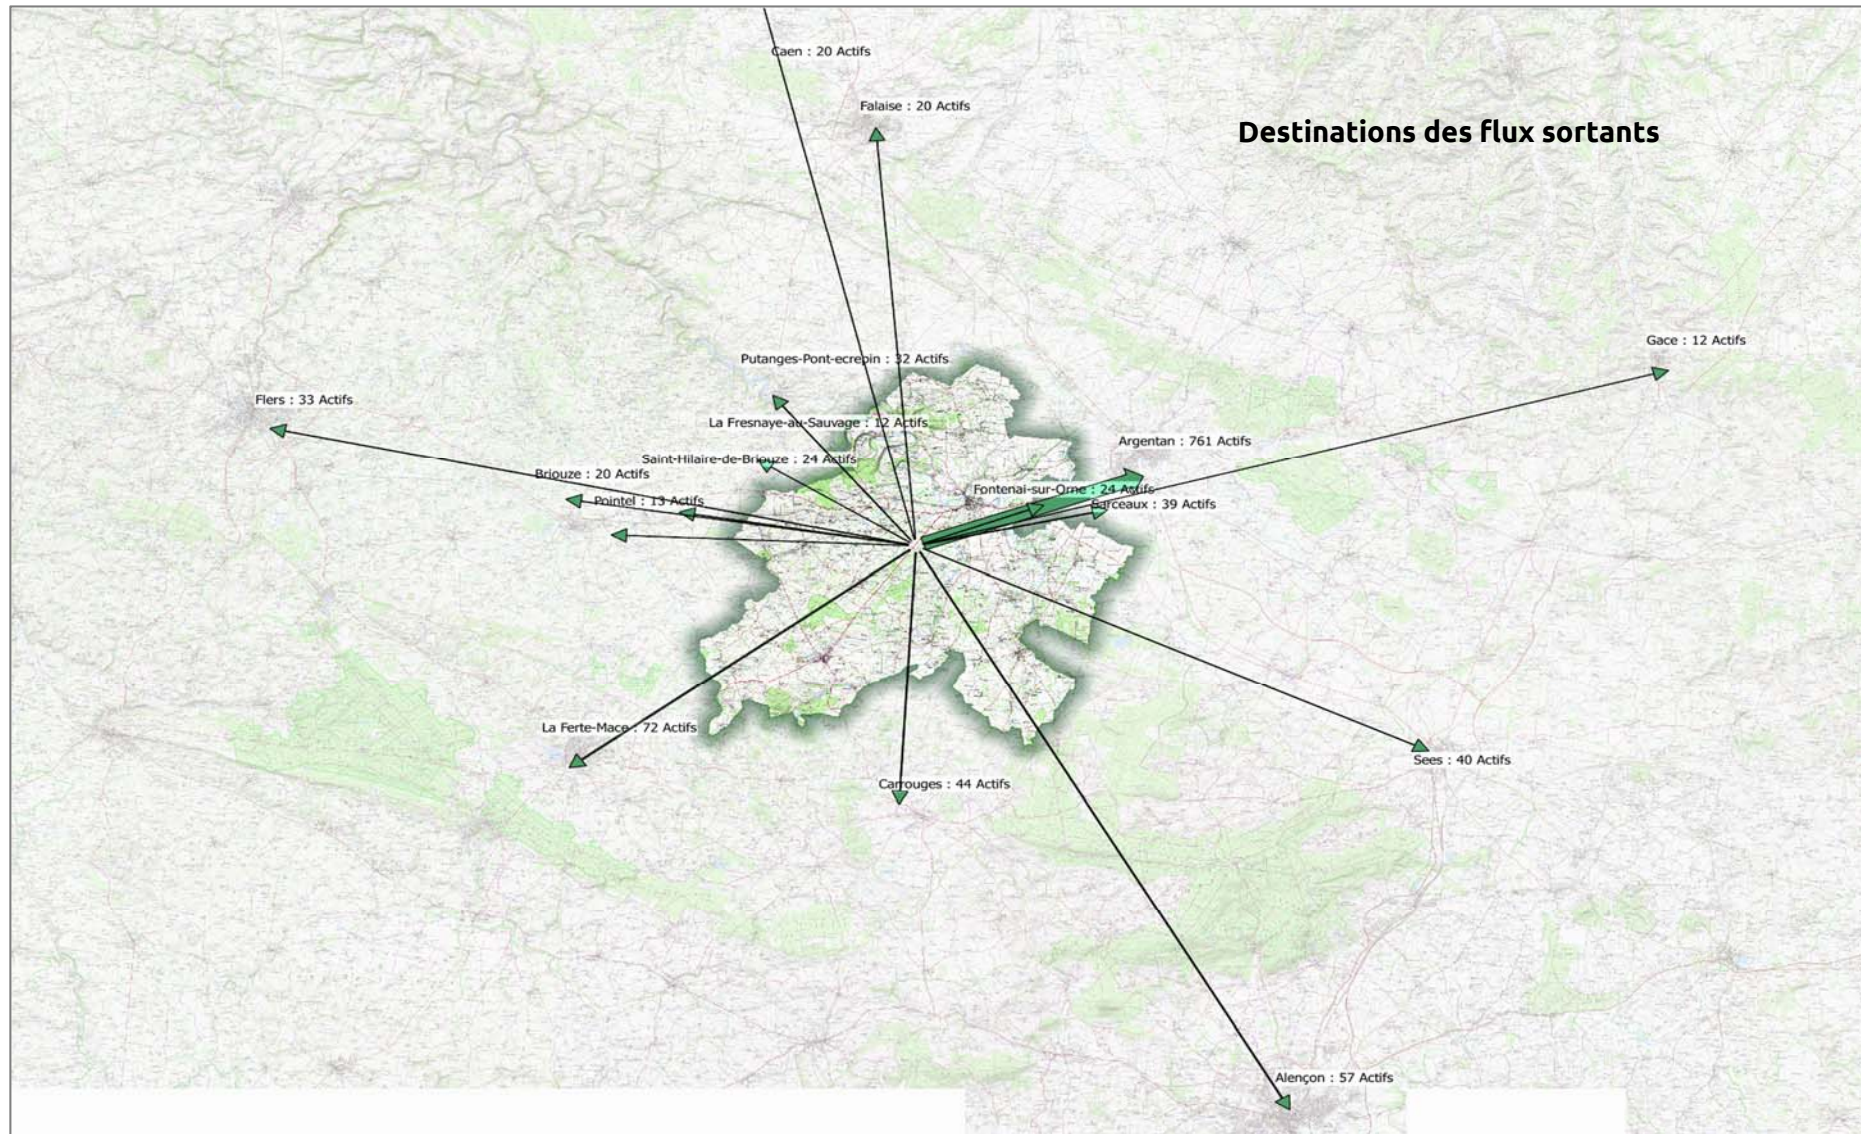 Caen : 20 Actifs
Falaise : 20 Actifs
Destinations des flux sortants
Gace : 12 Actifs
Putanges-Pont-ecrepin : 32 Actifs
Flers : 33 Actifs
La Fresnaye-au-Sauvage : 12 Actifs
Argentan : 761 Actifs
Saint-Hilaire-de-Briouze : 24 Actifs
Briouze : 20 Actifs
Fontenai-sur-Orne : 24 Actifs
Pointel : 13 Actifs
Sarceaux : 39 Actifs
La Ferte-Mace : 72 Actifs
Sees : 40 Actifs
Carrouges : 44 Actifs
Alençon : 57 Actifs